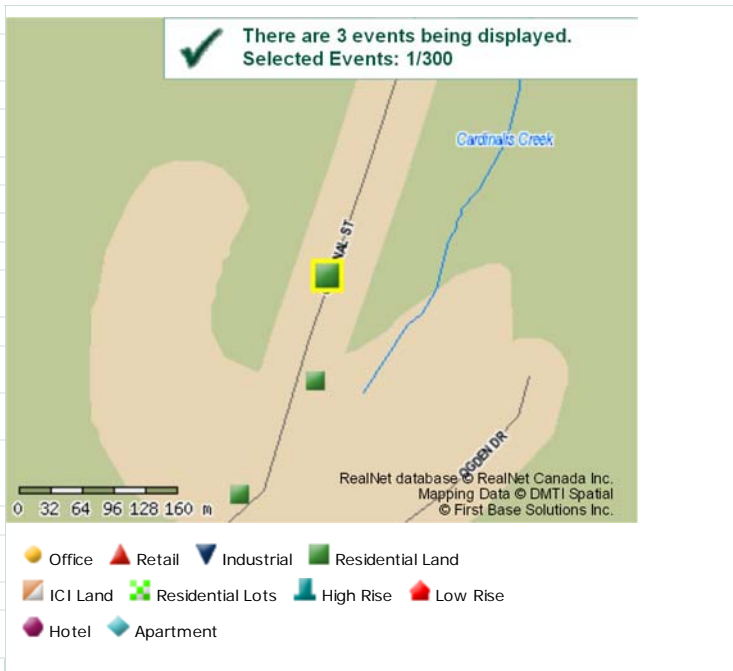 There are 3 events being displayed.
Selected Events: 1/300
Cardinalis Creek
NAL ST
OGDEN DR
RealNet database © RealNet Canada Inc.
Mapping Data © DMTI Spatial
© First Base Solutions Inc.
0 32 64 96 128 160 m
Office Retail Industrial Residential Land
ICI Land Residential Lots High Rise Low Rise
Hotel Apartment